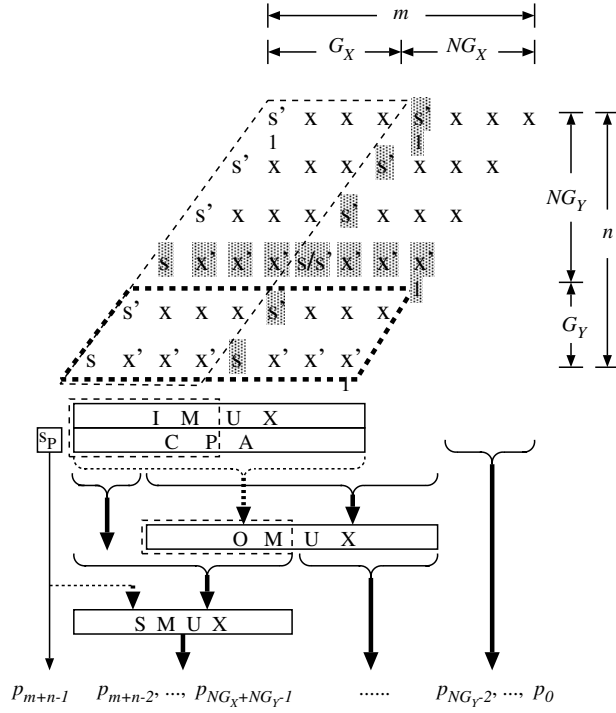 m
G_X NG_X
s’ x x x s’ x x x
1 1
s’ x x x s’ x x x
s’ x x x s’ x x x
NG_Y
n
s x’ x’ x’ s/s’ x’ x’ x’
1
s’ x x x s’ x x x
G_Y
s x’ x’ x’ s x’ x’ x’
1
I M U X
s_P
C P A
O M U X
S M U X
p_{m+n-1} p_{m+n-2}, ..., p_{NG_X+NG_Y-1} ...... p_{NG_Y-2}, ..., p_0